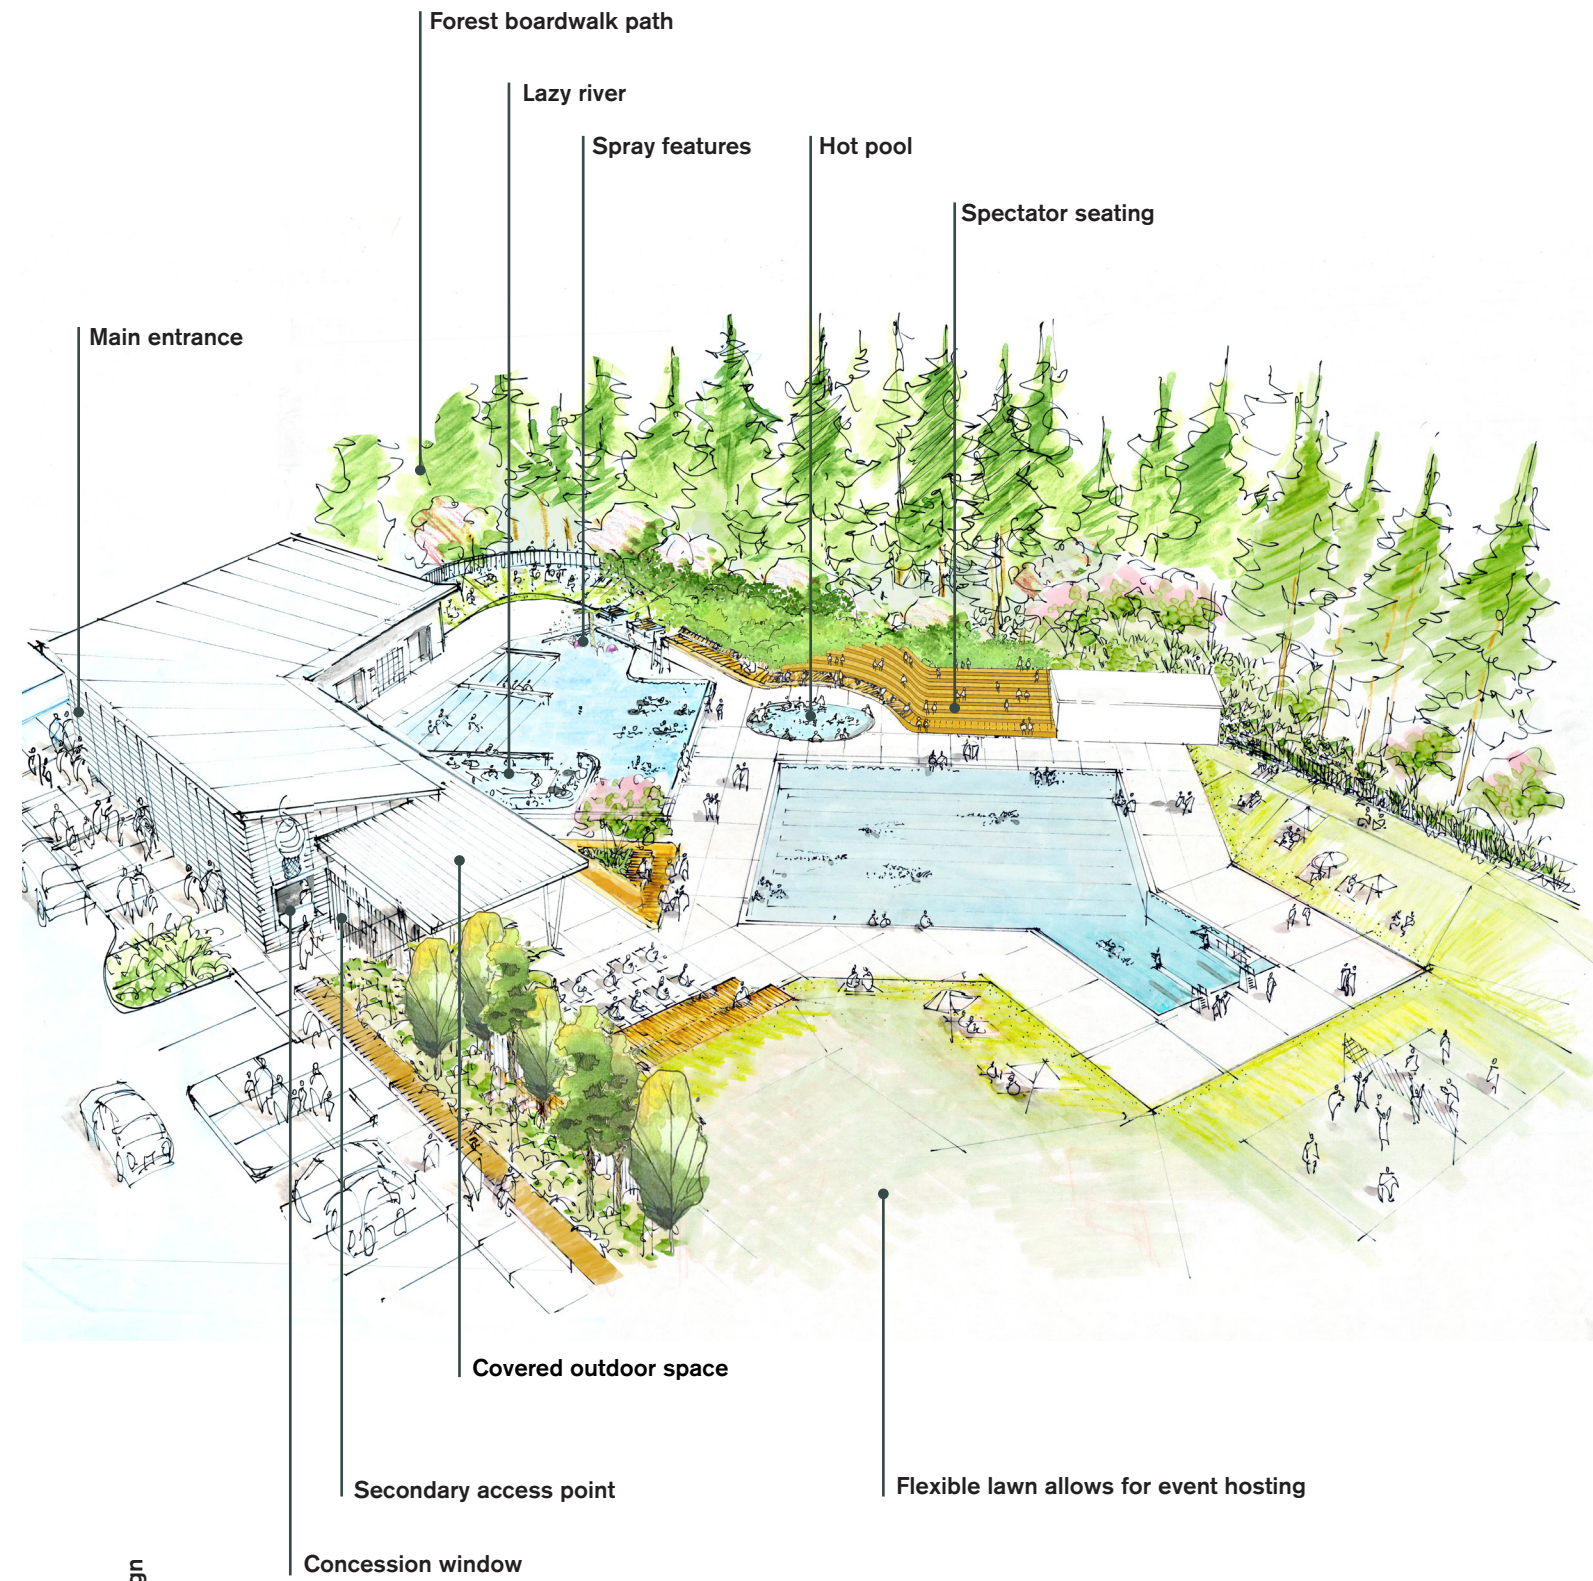 Forest boardwalk path
Lazy river
Spray features
Hot pool
Spectator seating
Main entrance
Covered outdoor space
Secondary access point
Flexible lawn allows for event hosting
Concession window